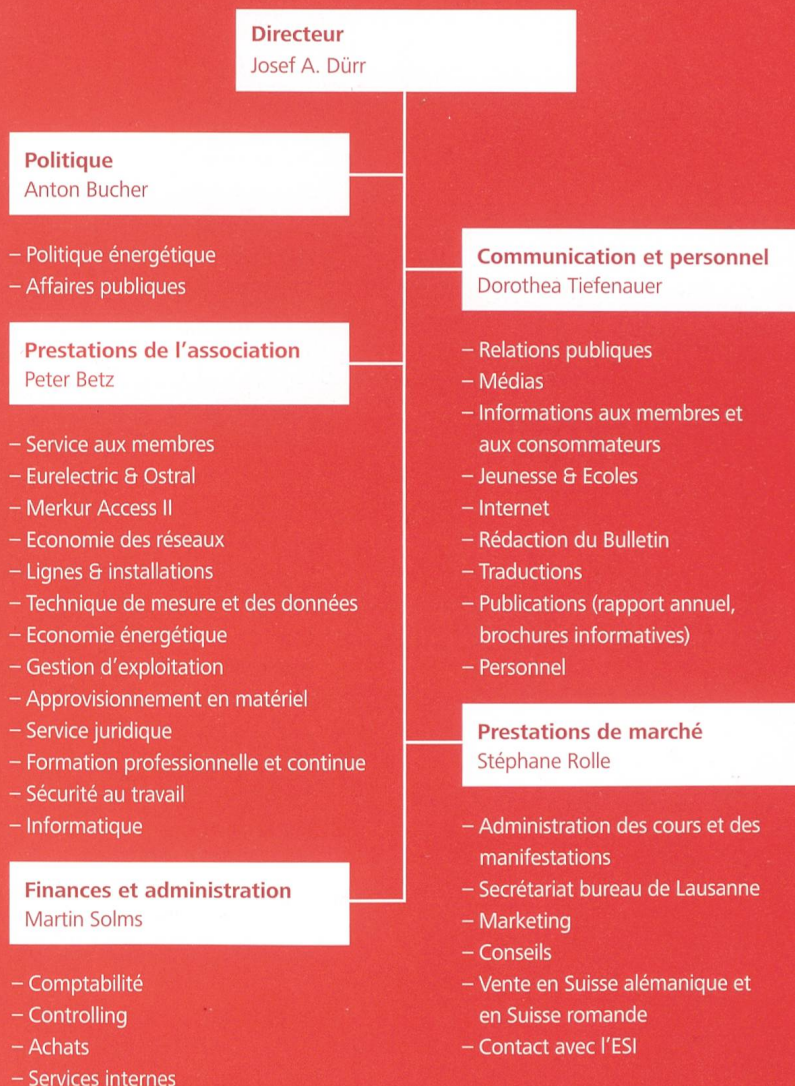 Directeur
Josef A. Dürr
Politique
Anton Bucher
– Politique énergétique
– Affaires publiques
Prestations de l'association
Peter Betz
– Service aux membres
– Eurelectric & Ostral
– Merkur Access II
– Economie des réseaux
– Lignes & installations
– Technique de mesure et des données
– Economie énergétique
– Gestion d'exploitation
– Approvisionnement en matériel
– Service juridique
– Formation professionnelle et continue
– Sécurité au travail
– Informatique
Finances et administration
Martin Solms
– Comptabilité
– Controlling
– Achats
– Services internes
Communication et personnel
Dorothea Tiefenauer
– Relations publiques
– Médias
– Informations aux membres et
aux consommateurs
– Jeunesse & Ecoles
– Internet
– Rédaction du Bulletin
– Traductions
– Publications (rapport annuel,
brochures informatives)
– Personnel
Prestations de marché
Stéphane Rolle
– Administration des cours et des
manifestations
– Secrétariat bureau de Lausanne
– Marketing
– Conseils
– Vente en Suisse alémanique et
en Suisse romande
– Contact avec l'ESI